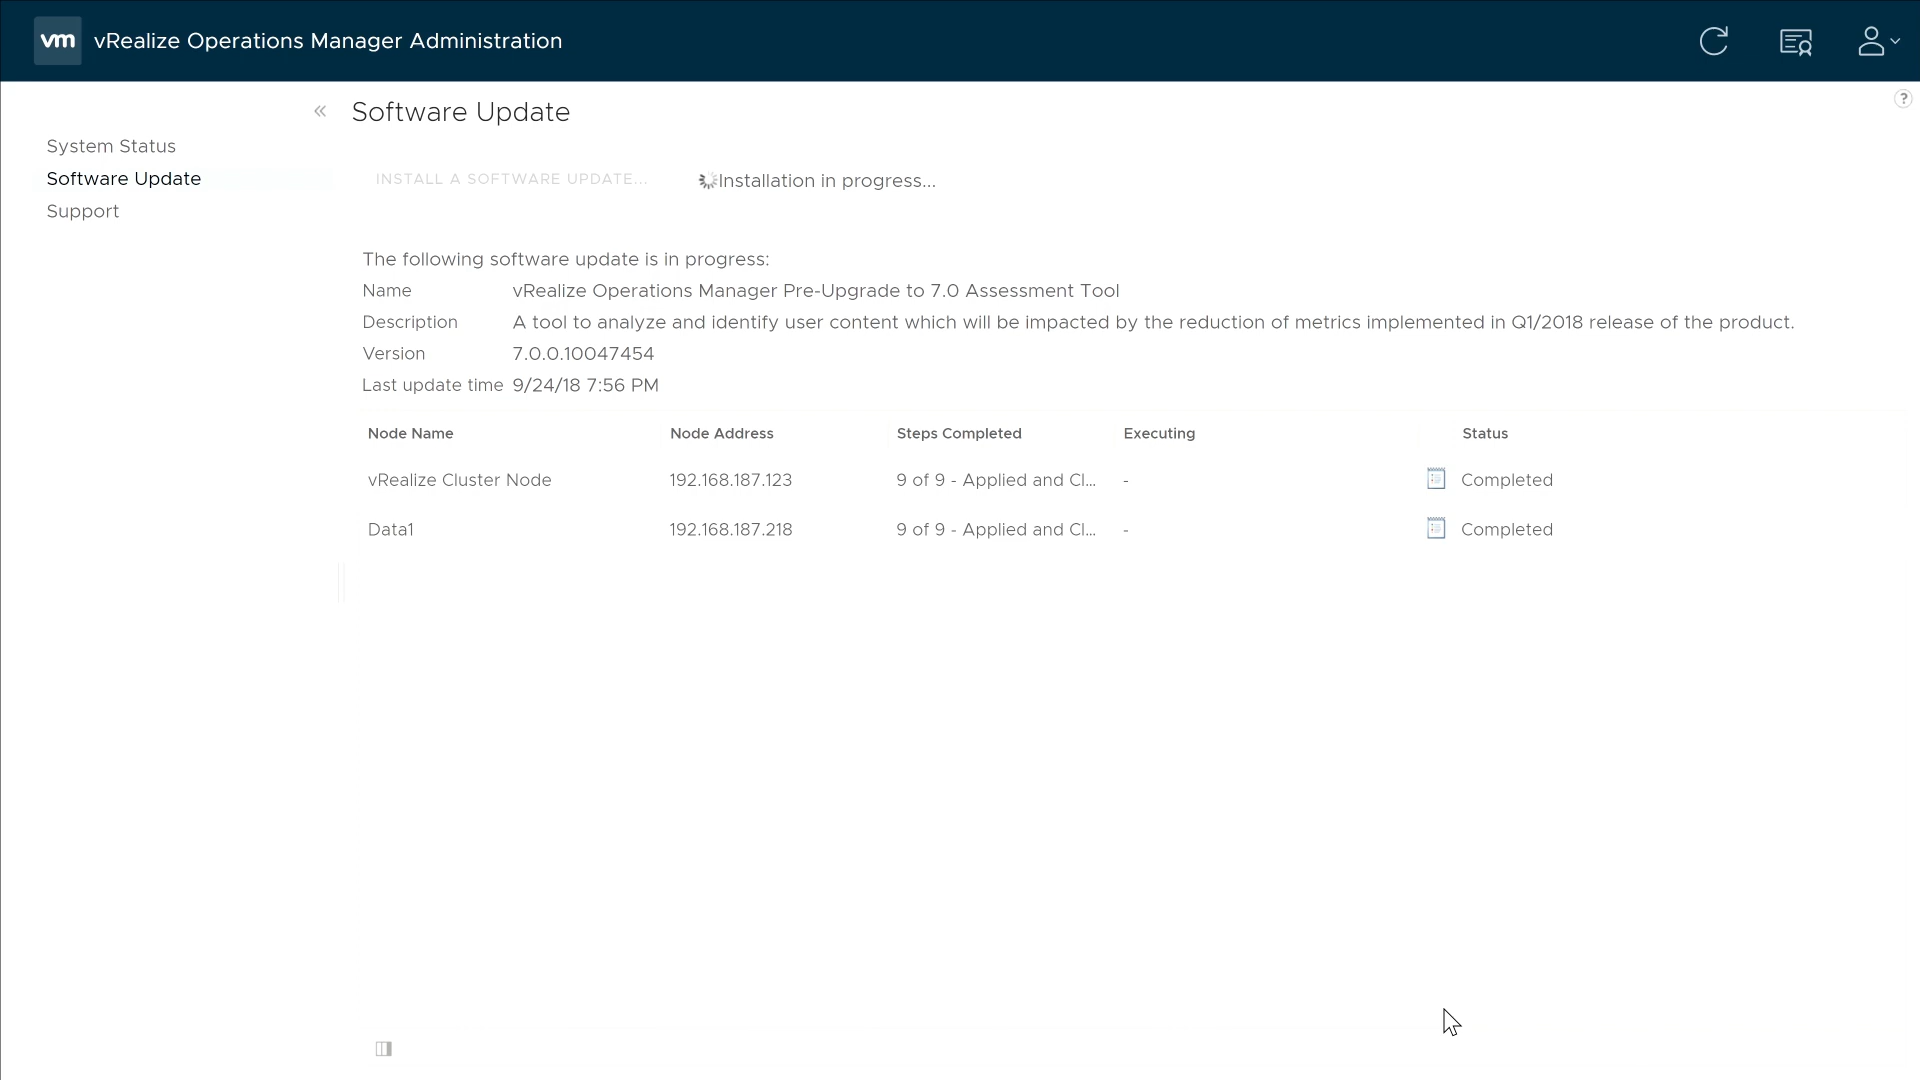 vm vRealize Operations Manager Administration
« Software Update
?
System Status
Software Update
Support
INSTALL A SOFTWARE UPDATE... Installation in progress...
The following software update is in progress:
Name vRealize Operations Manager Pre-Upgrade to 7.0 Assessment Tool
Description A tool to analyze and identify user content which will be impacted by the reduction of metrics implemented in Q1/2018 release of the product.
Version 7.0.0.10047454
Last update time 9/24/18 7:56 PM
Node Name Node Address Steps Completed Executing Status
vRealize Cluster Node 192.168.187.123 9 of 9 - Applied and Cl... - Completed
Data1 192.168.187.218 9 of 9 - Applied and Cl... - Completed